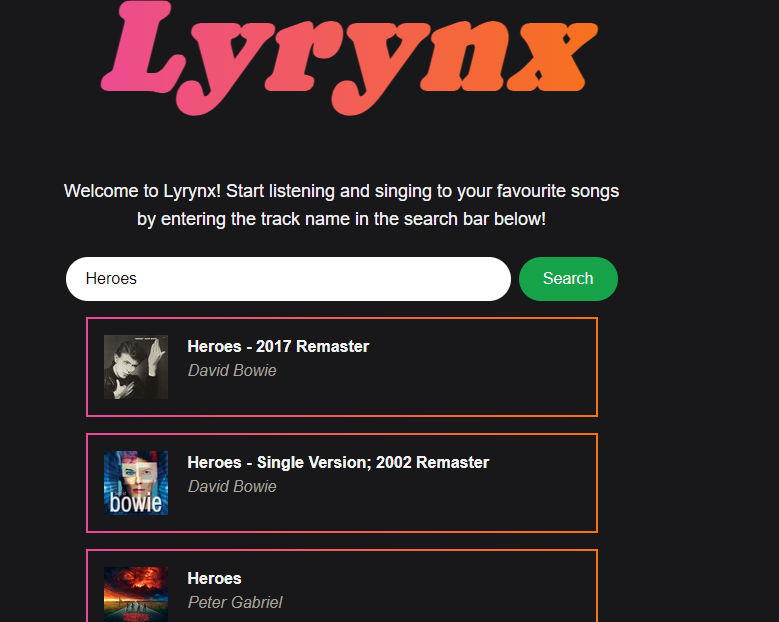 Lyrynx
Welcome to Lyrynx! Start listening and singing to your favourite songs
by entering the track name in the search bar below!
Heroes
Search
Heroes - 2017 Remaster
David Bowie
Heroes - Single Version; 2002 Remaster
David Bowie
bowie
Heroes
Peter Gabriel